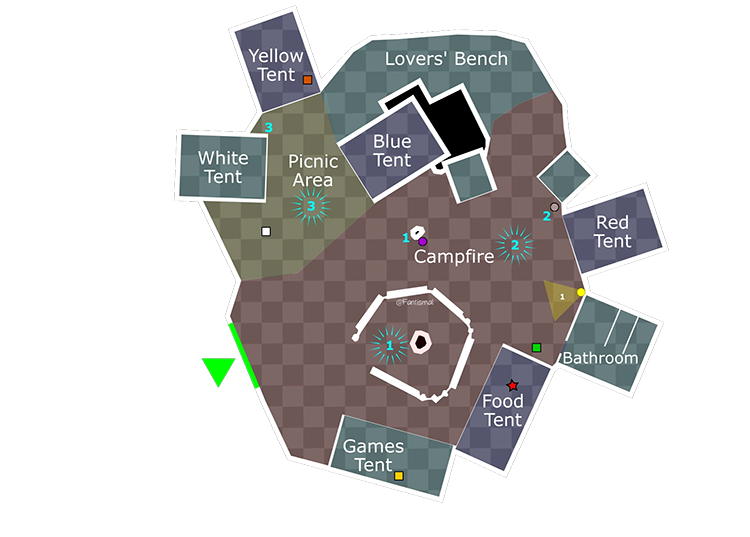 Yellow
Tent
Lovers' Bench
3
White
Tent
Picnic
Area
Blue
Tent
3
2
Red
Tent
1
2
Campfire
1
@Fantismal
1
Bathroom
Food
Tent
Games
Tent